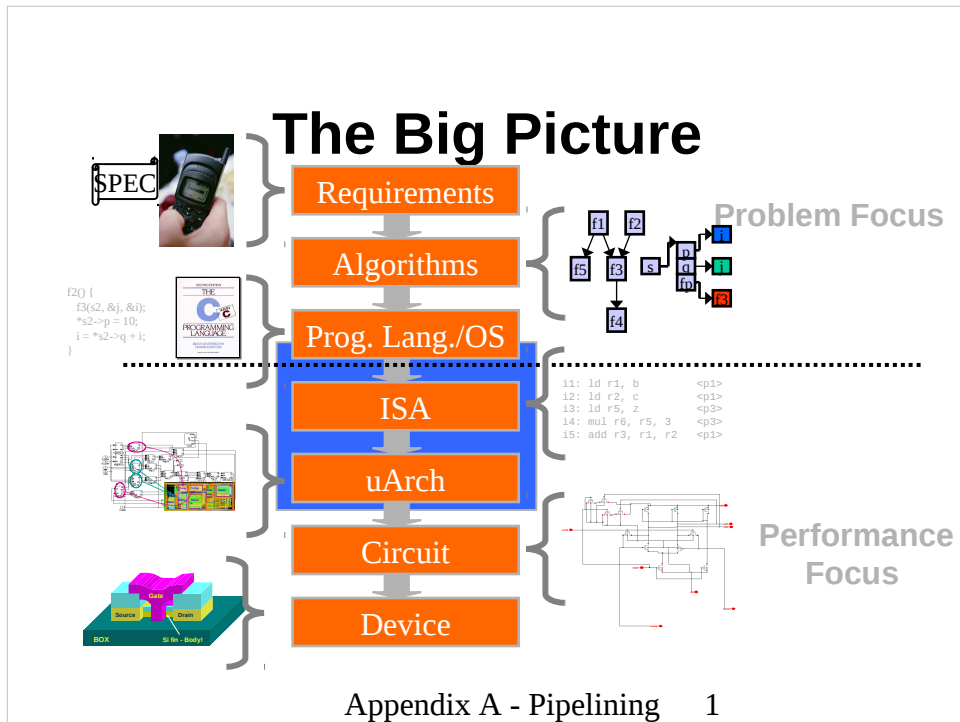 The Big Picture
SPEC
Requirements
Problem Focus
f1 f2
p i
Algorithms
f5 f3 s q j
fp f3
f4
f2() {
f3(s2, &j, &i);
*s2->p = 10;
i = *s2->q + i;
}
SECOND EDITION
THE
C
PROGRAMMING
LANGUAGE
Prog. Lang./OS
ISA
i1: ld r1, b <p1>
i2: ld r2, c <p1>
i3: ld r5, z <p3>
i4: mul r6, r5, 3 <p3>
i5: add r3, r1, r2 <p1>
uArch
Circuit
Performance
Focus
Gate
Source Drain
BOX Si fin - Body!
Device
Appendix A - Pipelining 1